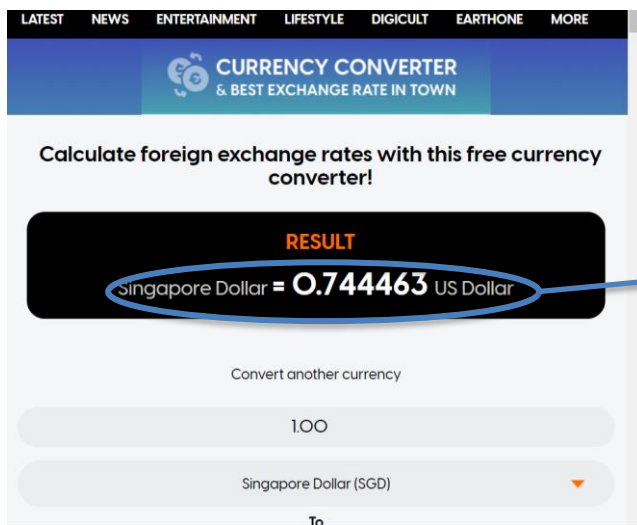 LATEST NEWS ENTERTAINMENT LIFESTYLE DIGICULT EARTHONE MORE
CURRENCY CONVERTER
& BEST EXCHANGE RATE IN TOWN
Calculate foreign exchange rates with this free currency
converter!
RESULT
Singapore Dollar = 0.744463 US Dollar
Convert another currency
1.00
Singapore Dollar (SGD)
To